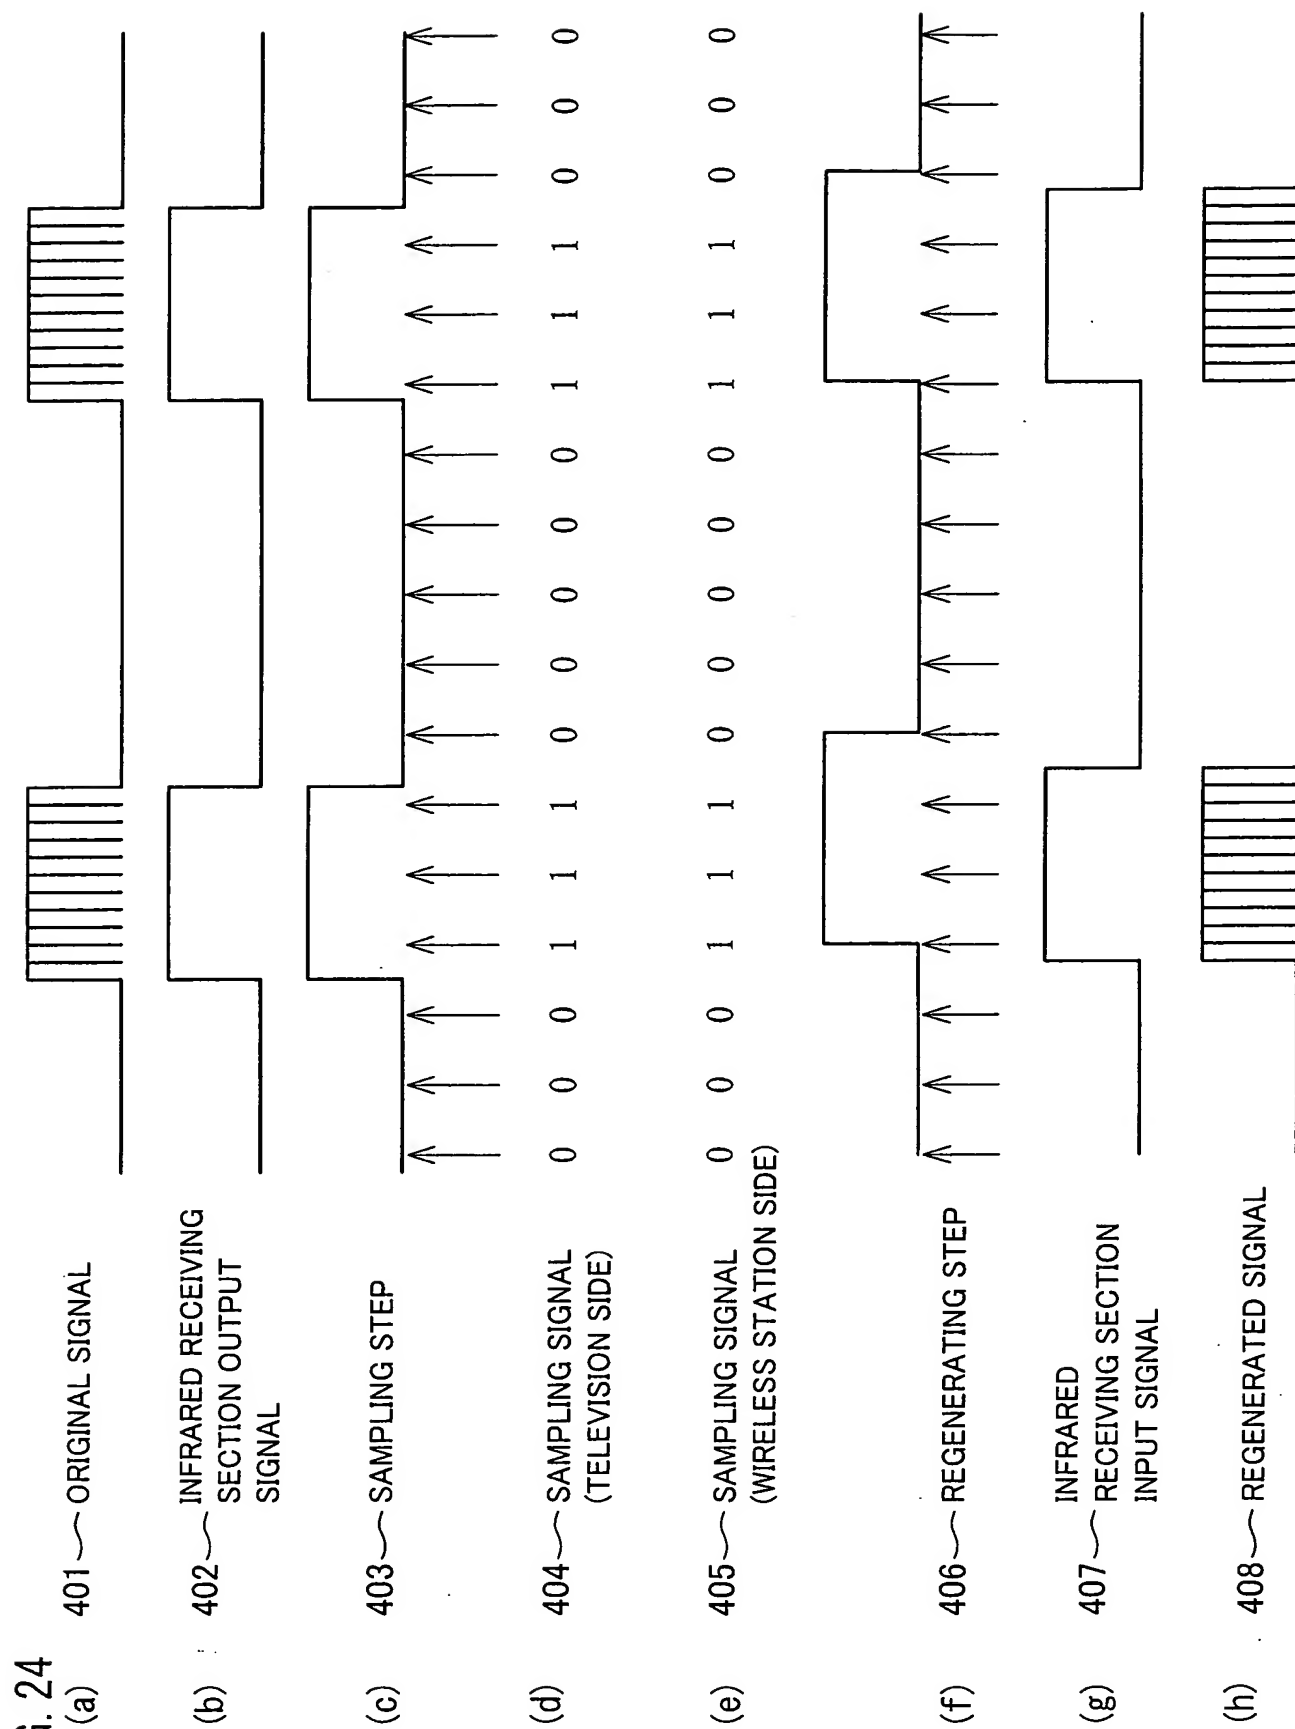 . 24
(a) 401 ORIGINAL SIGNAL
(b) 402 INFRARED RECEIVING
SECTION OUTPUT
SIGNAL
(c) 403 SAMPLING STEP
(d) 404 SAMPLING SIGNAL
(TELEVISION SIDE)
0 0 0 1 1 1 0 0 0 0 0 1 1 1 0 0 0
(e) 405 SAMPLING SIGNAL
(WIRELESS STATION SIDE)
0 0 0 1 1 1 0 0 0 0 0 1 1 1 0 0 0
(f) 406 REGENERATING STEP
INFRARED
(g) 407 RECEIVING SECTION
INPUT SIGNAL
(h) 408 REGENERATED SIGNAL